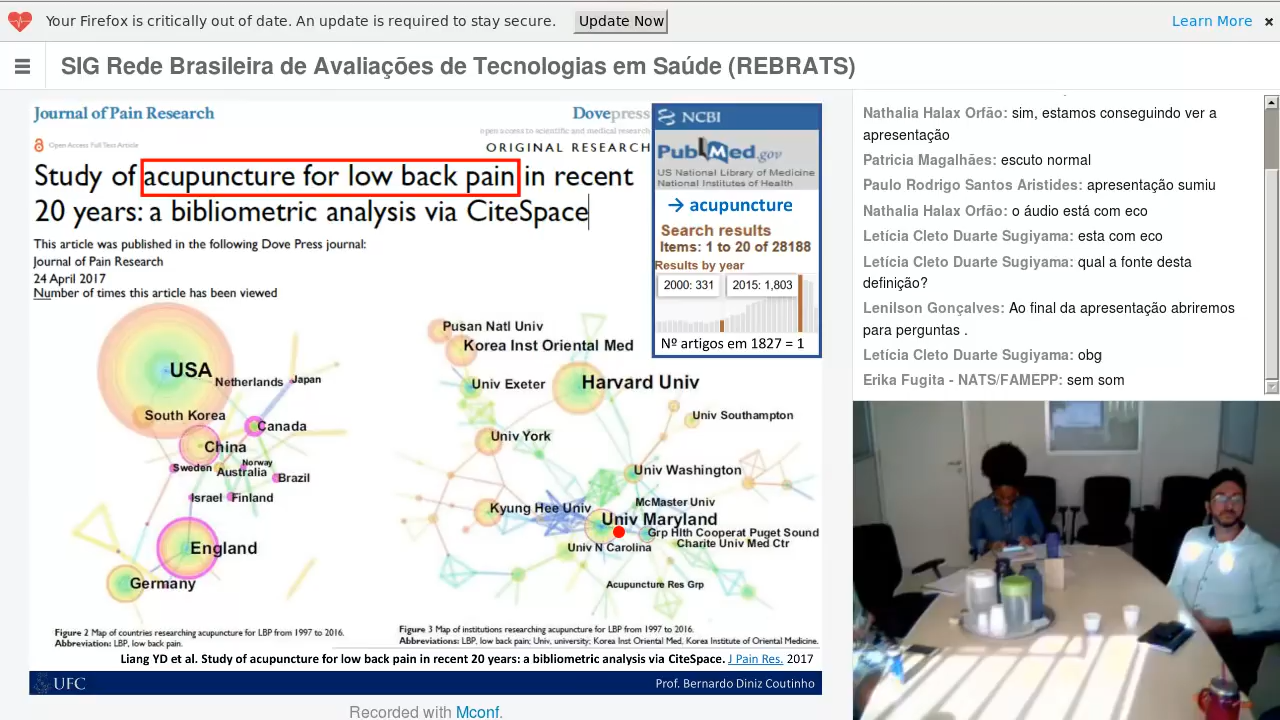 Your Firefox is critically out of date. An update is required to stay secure. Update Now Learn More ×
SIG Rede Brasileira de Avaliações de Tecnologias em Saúde (REBRATS)
Journal of Pain Research
Dovepress
open access to scientific and medical research
Open Access Full Text Article
ORIGINAL RESEARCH
Study of acupuncture for low back pain in recent
20 years: a bibliometric analysis via CiteSpace
This article was published in the following Dove Press journal:
Journal of Pain Research
24 April 2017
Number of times this article has been viewed
NCBI
PubMed.gov
US National Library of Medicine
National Institutes of Health
→ acupuncture
Search results
Items: 1 to 20 of 28188
Results by year
2000: 331
2015: 1,803
Nº artigos em 1827 = 1
USA
Netherlands
Japan
South Korea
Canada
China
Norway
Sweden
Australia
Brazil
Israel
Finland
England
Germany
Figure 2 Map of countries researching acupuncture for LBP from 1997 to 2016.
Abbreviation: LBP, low back pain.
Pusan Natl Univ
Korea Inst Oriental Med
Univ Exeter
Harvard Univ
Univ Southampton
Univ York
Univ Washington
McMaster Univ
Kyung Hee Univ
Univ Maryland
Grp Hlth Cooperat Puget Sound
Charite Univ Med Ctr
Univ N Carolina
Acupuncture Res Grp
Figure 3 Map of institutions researching acupuncture for LBP from 1997 to 2016.
Abbreviations: LBP, low back pain; Univ, university; Korea Inst Oriental Med, Korea Institute of Oriental Medicine.
Liang YD et al. Study of acupuncture for low back pain in recent 20 years: a bibliometric analysis via CiteSpace. J Pain Res. 2017
UFC
Prof. Bernardo Diniz Coutinho
Recorded with Mconf.
Nathalia Halax Orfão: sim, estamos conseguindo ver a
apresentação
Patricia Magalhães: escuto normal
Paulo Rodrigo Santos Aristides: apresentação sumiu
Nathalia Halax Orfão: o áudio está com eco
Letícia Cleto Duarte Sugiyama: esta com eco
Letícia Cleto Duarte Sugiyama: qual a fonte desta
definição?
Lenilson Gonçalves: Ao final da apresentação abriremos
para perguntas .
Letícia Cleto Duarte Sugiyama: obg
Erika Fugita - NATS/FAMEPP: sem som